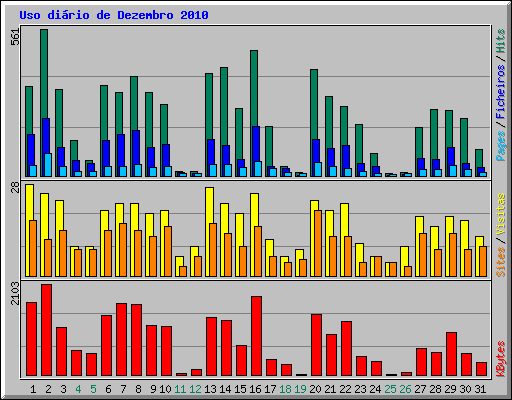 Uso diário de Dezembro 2010
561
Pages / Ficheiros / Hits
28
Sites / Visitas
2103
KBytes
1 2 3 4 5 6 7 8 9 10 11 12 13 14 15 16 17 18 19 20 21 22 23 24 25 26 27 28 29 30 31